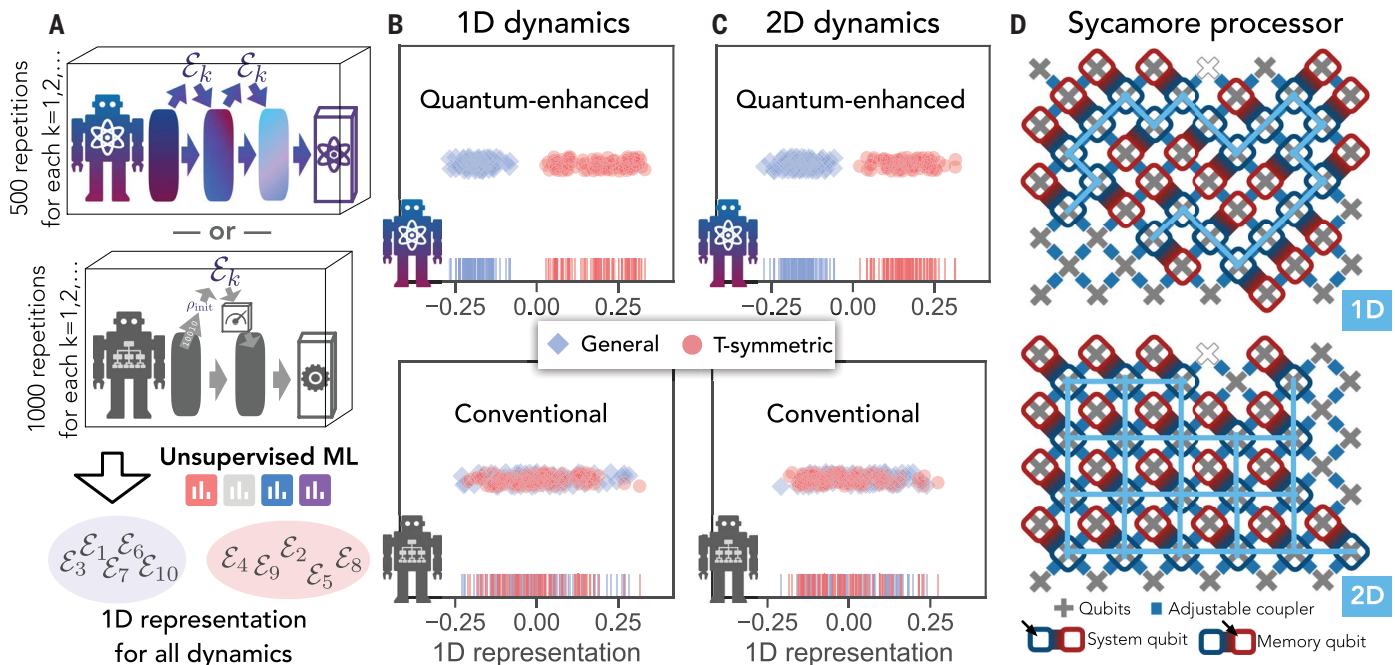 A
500 repetitions
for each k=1,2,...
ℰk
ℰk
— or —
1000 repetitions
for each k=1,2,...
ℰk
ρinit
10010
Unsupervised ML
ℰ3 ℰ1 ℰ7 ℰ6 ℰ10
ℰ4 ℰ9 ℰ2 ℰ5 ℰ8
1D representation
for all dynamics
B
1D dynamics
Quantum-enhanced
−0.25 0.00 0.25
Conventional
−0.25 0.00 0.25
1D representation
General
T-symmetric
C
2D dynamics
Quantum-enhanced
−0.25 0.00 0.25
Conventional
−0.25 0.00 0.25
1D representation
D
Sycamore processor
1D
2D
Qubits
Adjustable coupler
System qubit
Memory qubit